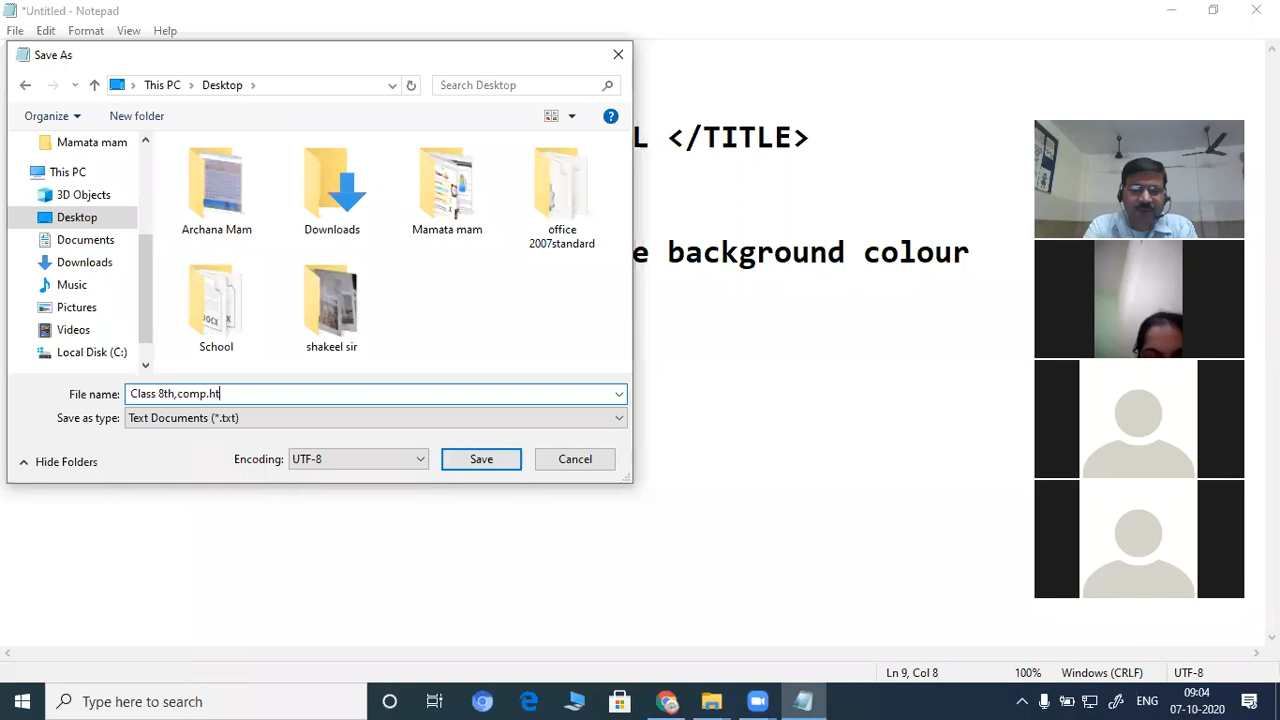 *Untitled - Notepad
File Edit Format View Help
Save As
This PC > Desktop >
Search Desktop
Organize
New folder
Mamata mam
This PC
3D Objects
Desktop
Documents
Downloads
Music
Pictures
Videos
Local Disk (C:)
Archana Mam
Downloads
Mamata mam
office
2007standard
School
shakeel sir
File name: Class 8th,comp.ht
Save as type: Text Documents (*.txt)
Hide Folders
Encoding: UTF-8
Save
Cancel
L </TITLE>
e background colour
Ln 9, Col 8
100%
Windows (CRLF)
UTF-8
Type here to search
ENG
09:04
07-10-2020